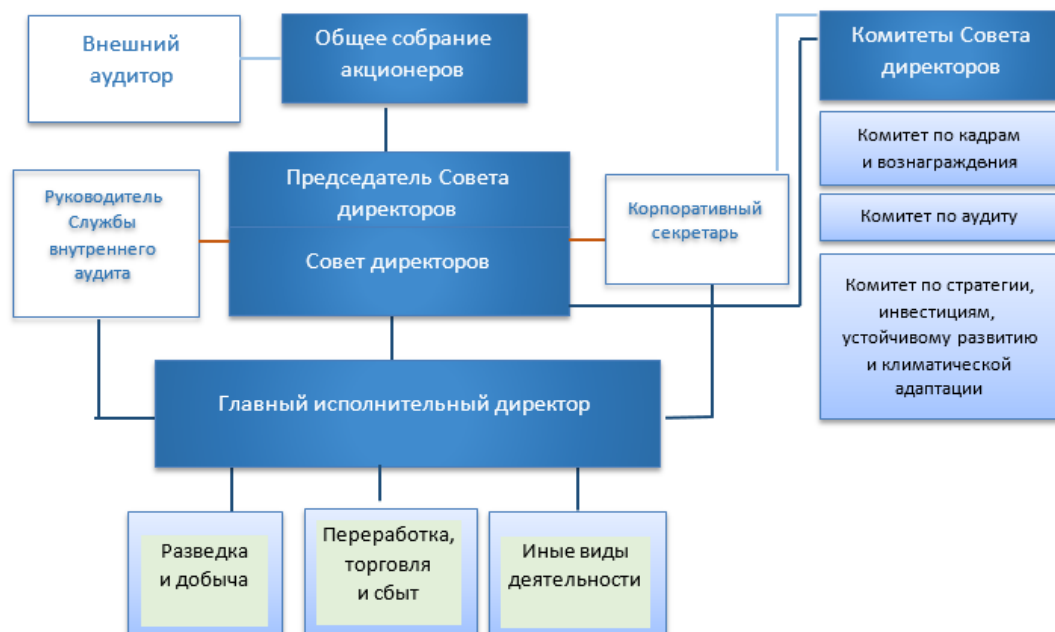 Внешний
аудитор
Общее собрание
акционеров
Комитеты Совета
директоров
Комитет по кадрам
и вознаграждения
Комитет по аудиту
Комитет по стратегии,
инвестициям,
устойчивому развитию
и климатической
адаптации
Руководитель
Службы
внутреннего
аудита
Председатель Совета
директоров
Совет директоров
Корпоративный
секретарь
Главный исполнительный директор
Разведка
и добыча
Переработка,
торговля
и сбыт
Иные виды
деятельности